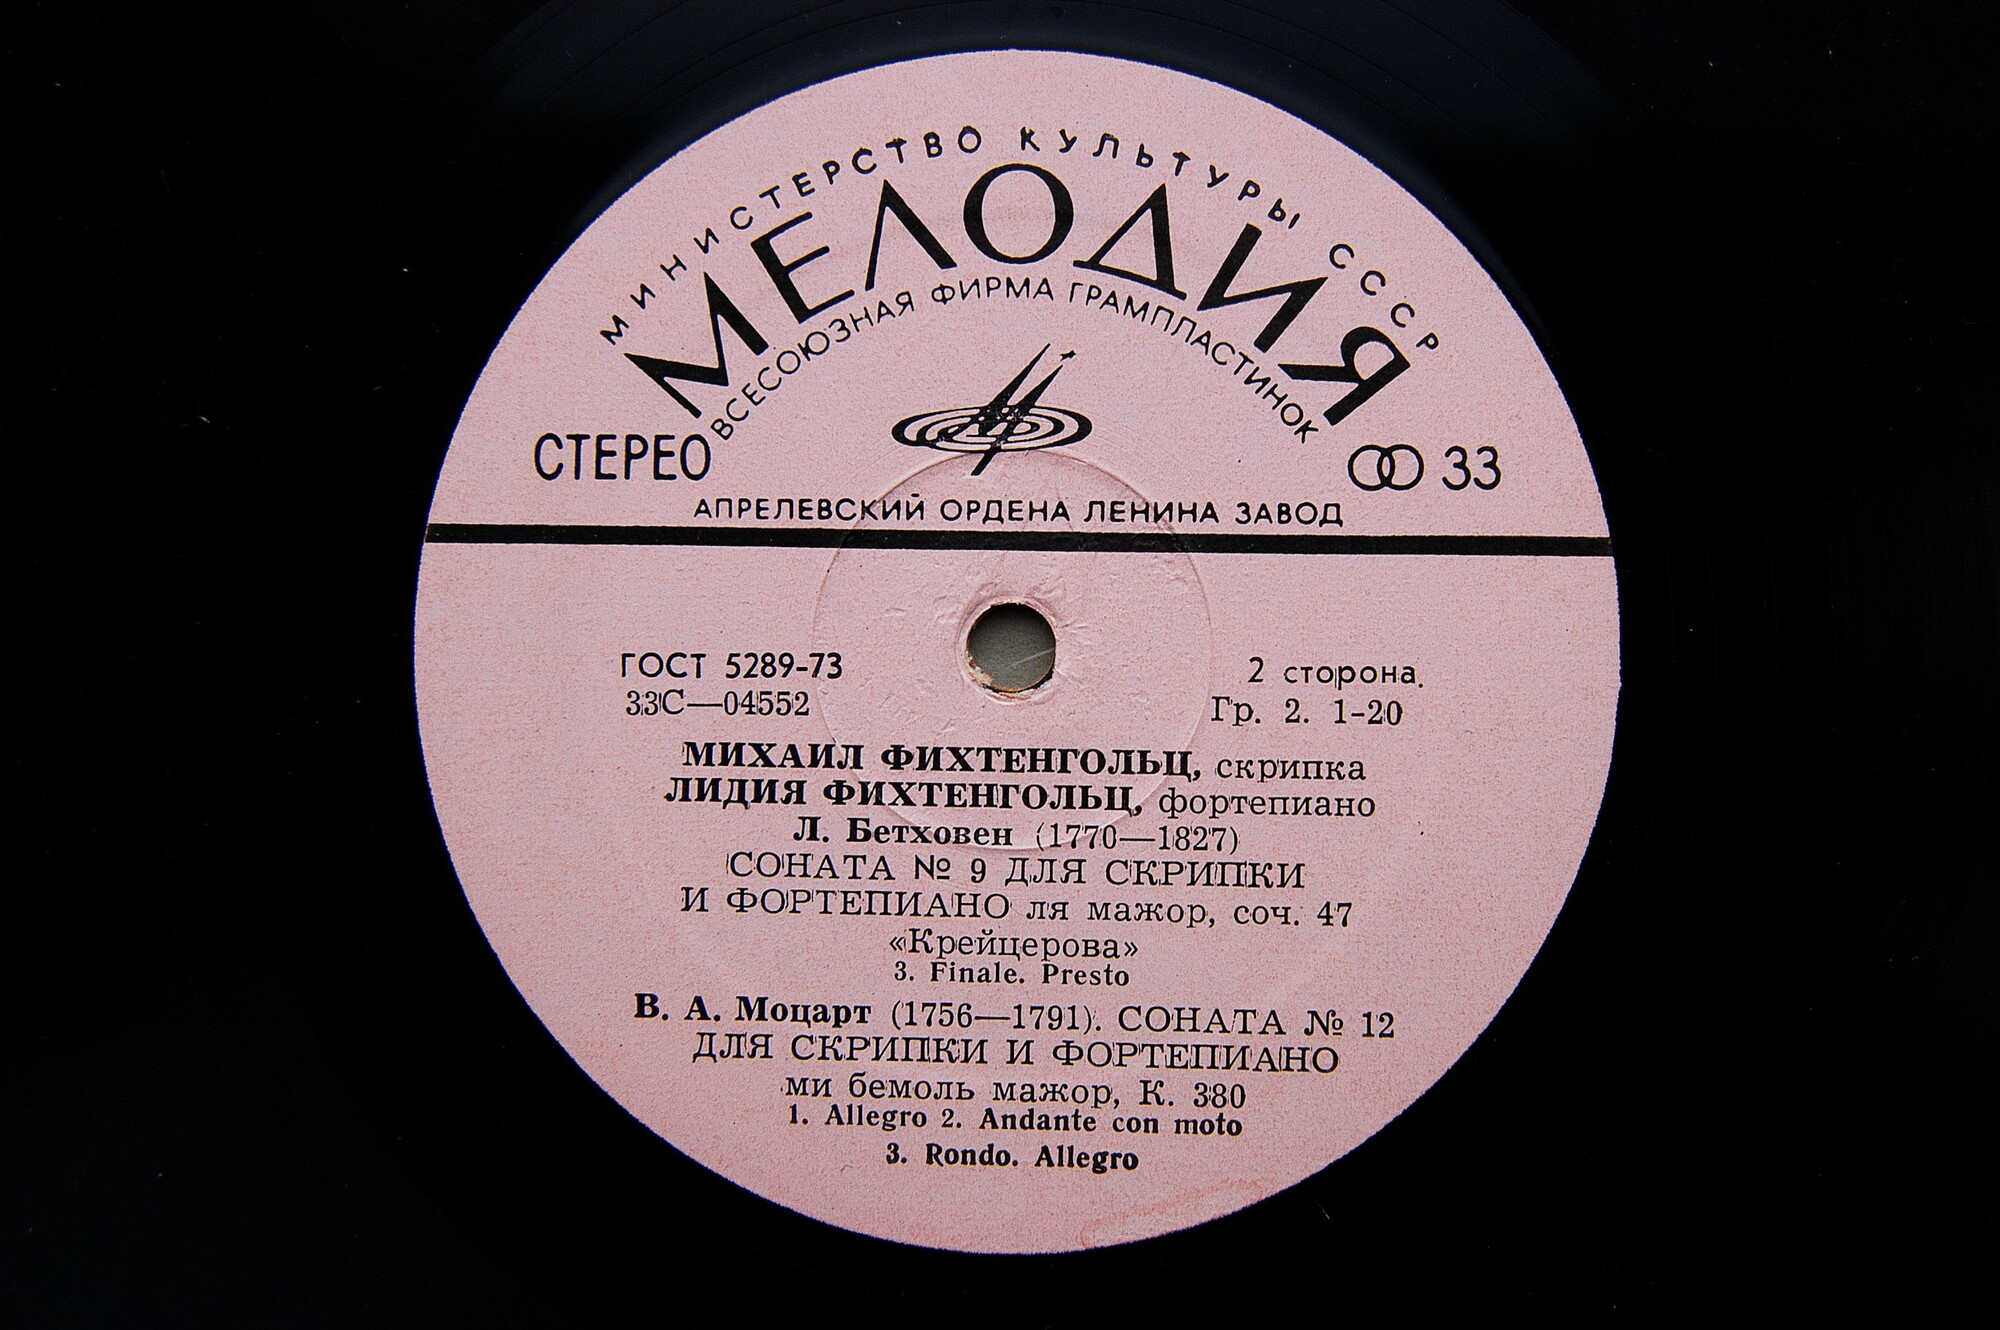 МИНИСТЕРСТВО КУЛЬТУРЫ СССР
МЕЛОДИЯ
ВСЕСОЮЗНАЯ ФИРМА ГРАМПЛАСТИНОК
СТЕРЕО 33
АПРЕЛЕВСКИЙ ОРДЕНА ЛЕНИНА ЗАВОД
ГОСТ 5289-73 2 сторона.
33С—04552 Гр. 2. 1-20
МИХАИЛ ФИХТЕНГОЛЬЦ, скрипка
ЛИДИЯ ФИХТЕНГОЛЬЦ, фортепиано
Л. Бетховен (1770—1827)
СОНАТА № 9 ДЛЯ СКРИПКИ
И ФОРТЕПИАНО ля мажор, соч. 47
«Крейцерова»
3. Finale. Presto
В. А. Моцарт (1756—1791). СОНАТА № 12
ДЛЯ СКРИПКИ И ФОРТЕПИАНО
ми бемоль мажор, К. 380
1. Allegro 2. Andante con moto
3. Rondo. Allegro